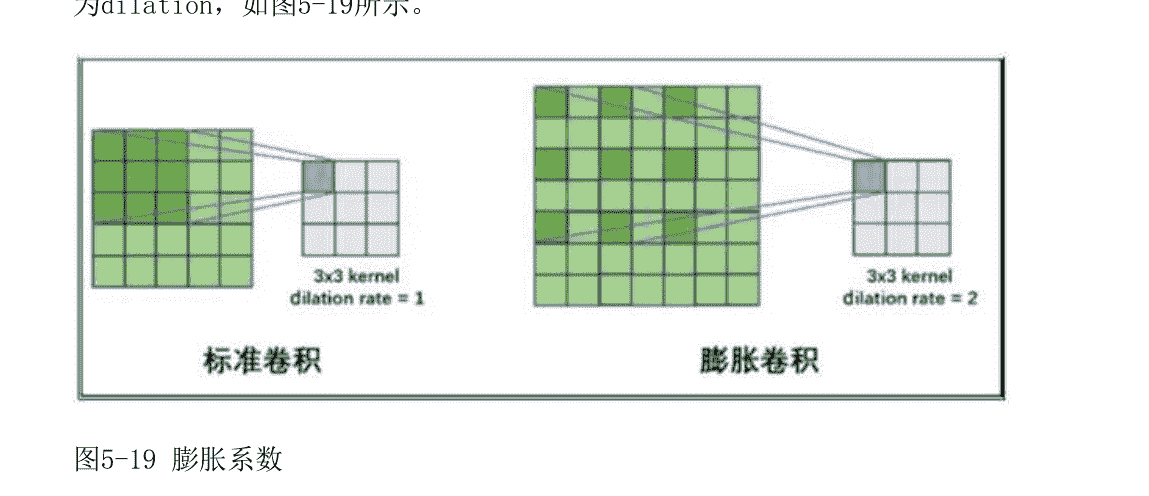 为dilation, 如图5-19所示。
3x3 kernel
dilation rate = 1
3x3 kernel
dilation rate = 2
标准卷积
膨胀卷积
图5-19 膨胀系数